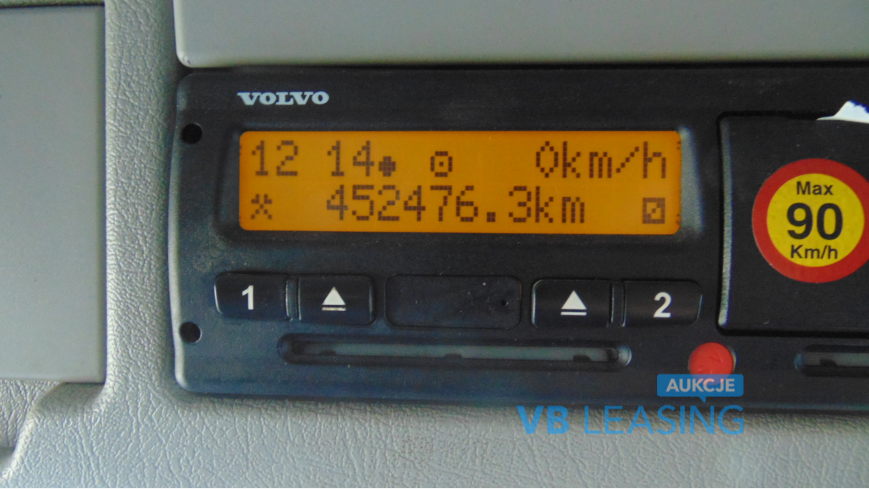 VOLVO
12 14 0km/h
452476.3km
1
2
Max
90
Km/h
AUKCJE
VB LEASING